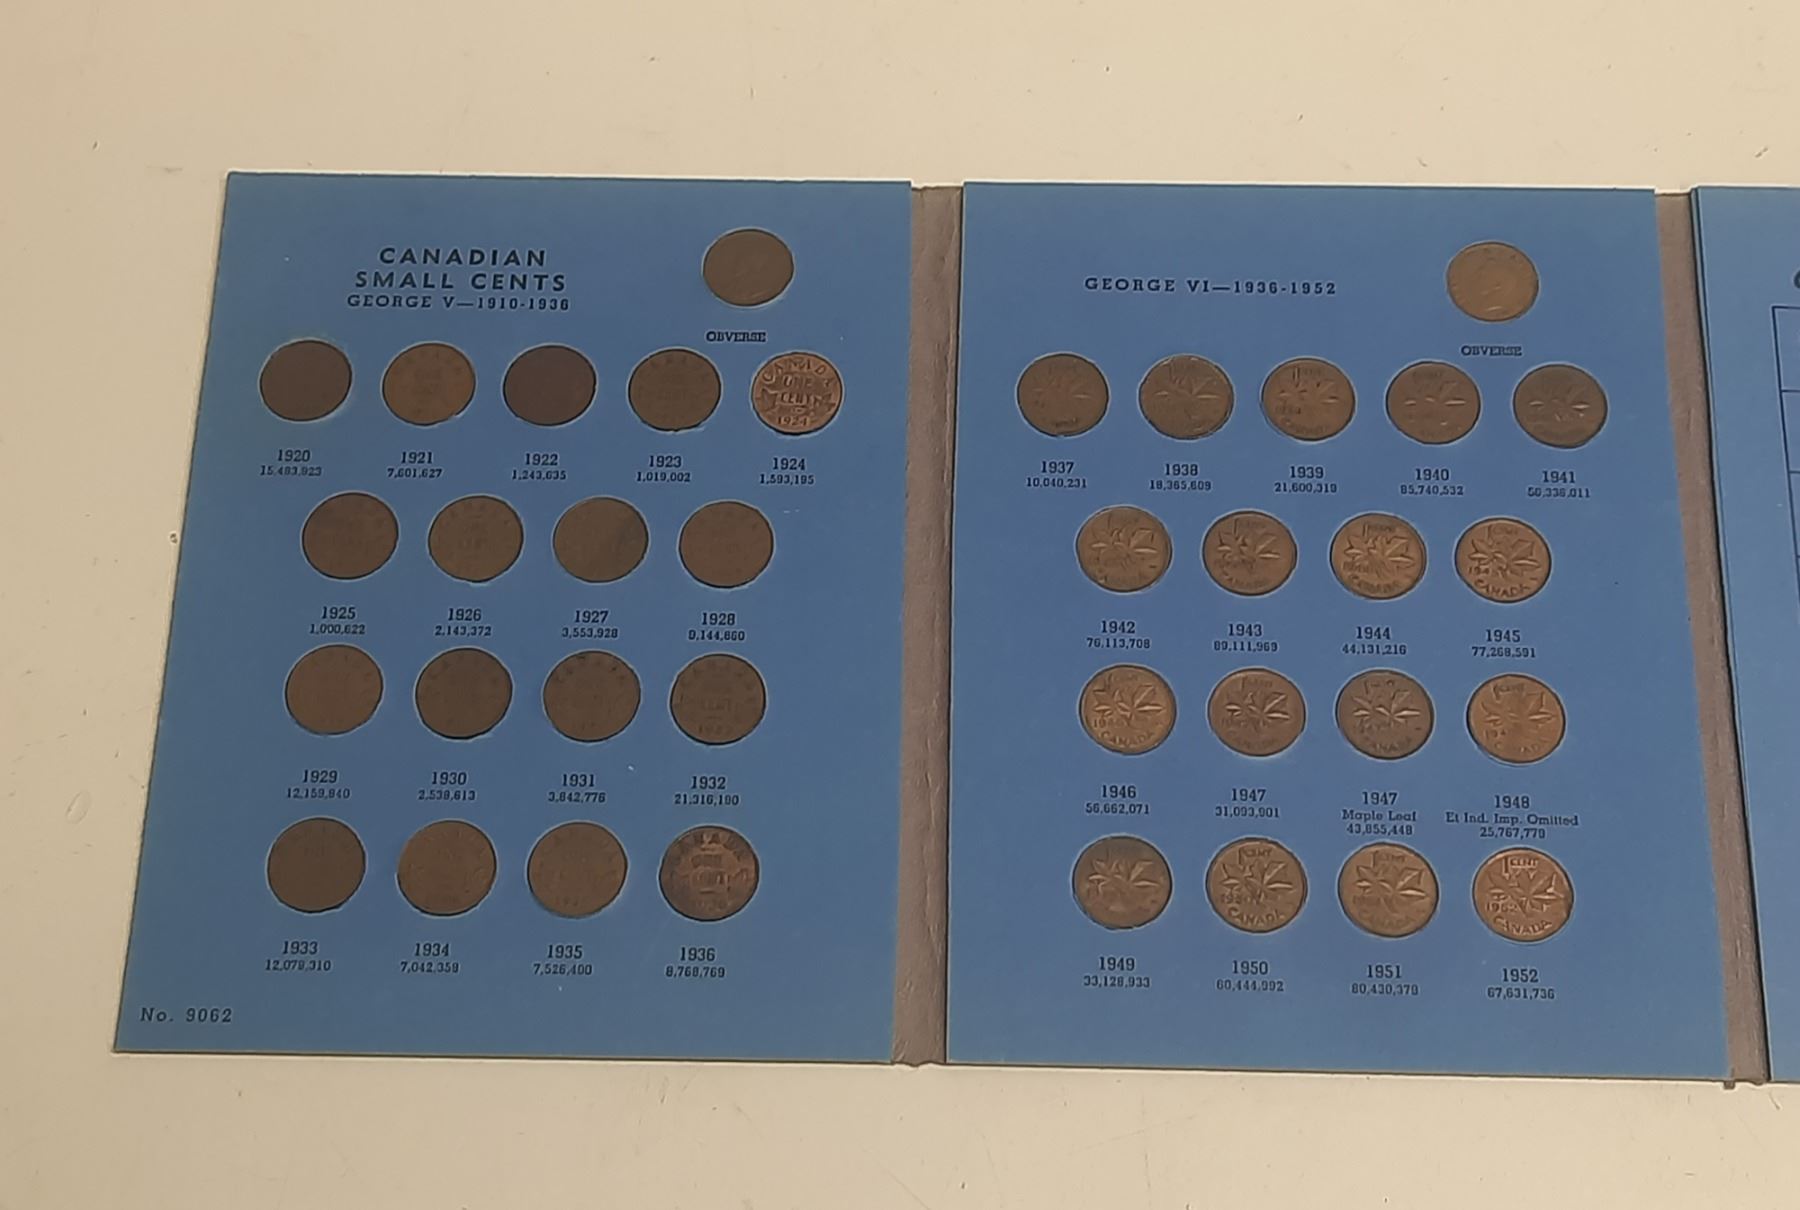 CANADIAN
SMALL CENTS
GEORGE V—1910-1936
OBVERSE
1920 1921 1922 1923 1924
15,483,923 7,601,627 1,243,635 1,019,002 1,593,195
1925 1926 1927 1928
1,000,622 2,143,372 3,553,928 9,144,860
1929 1930 1931 1932
12,159,840 2,538,613 3,842,776 21,316,190
1933 1934 1935 1936
12,079,310 7,042,358 7,526,400 8,768,769
No. 9062
GEORGE VI—1936-1952
OBVERSE
1937 1938 1939 1940 1941
10,040,231 18,365,608 21,600,319 85,740,532 56,336,011
1942 1943 1944 1945
76,113,708 89,111,969 44,131,216 77,268,591
1946 1947 1947 1948
Maple Leaf Et Ind. Imp. Omitted
56,662,071 31,093,901 43,855,448 25,767,779
1949 1950 1951 1952
33,128,933 60,444,992 80,430,379 67,631,736
CANADA
ONE
CENT
1924